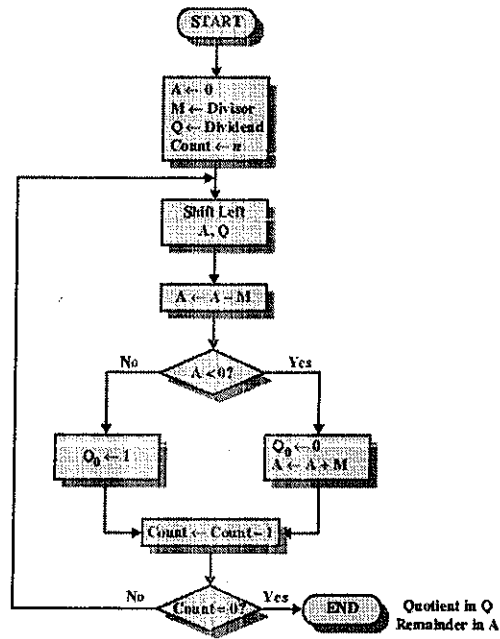 START
A ← 0
M ← Divisor
Q ← Dividend
Count ← n
Shift Left
A, Q
A ← A – M
No
A < 0?
Yes
Q₀ ← 1
Q₀ ← 0
A ← A + M
Count ← Count – 1
No
Count = 0?
Yes
END
Quotient in Q
Remainder in A